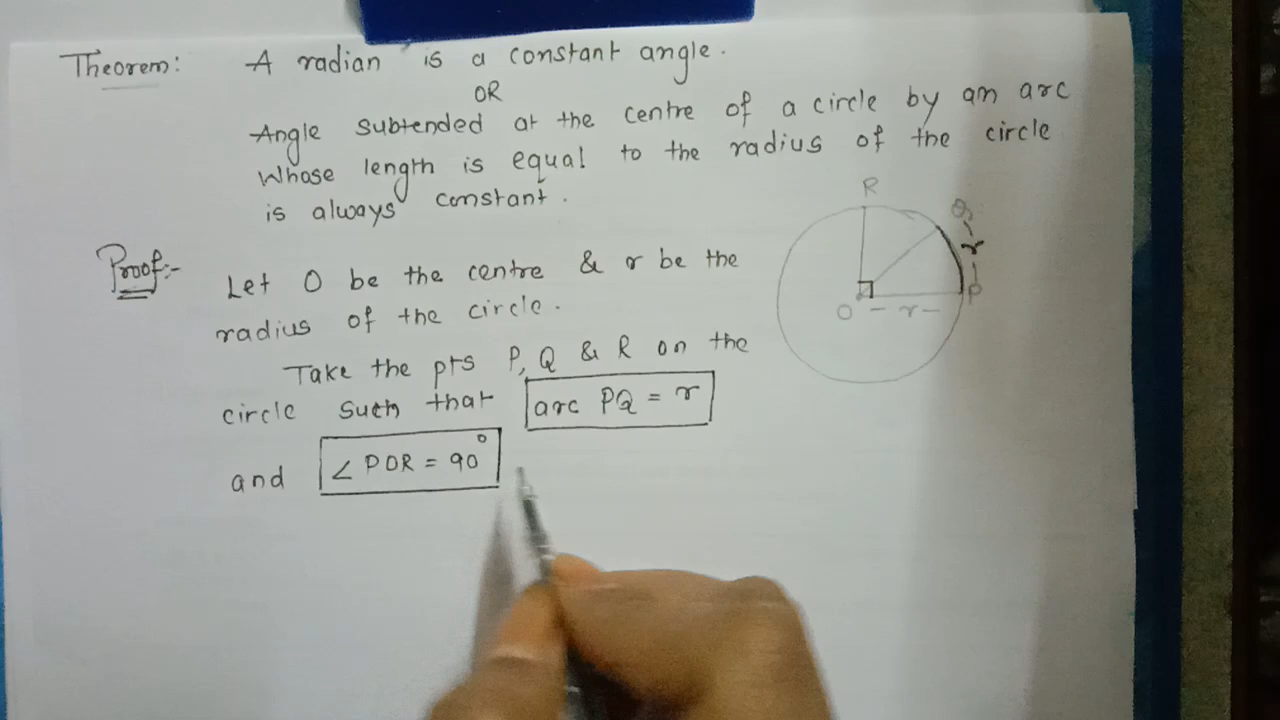 Theorem: A radian is a constant angle.
OR
Angle subtended at the centre of a circle by an arc
whose length is equal to the radius of the circle
is always constant.
Proof:-
Let O be the centre & r be the
radius of the circle.
Take the pts P, Q & R on the
circle such that arc PQ = r
and ∠POR = 90°
R
Q
r
P
O - r -